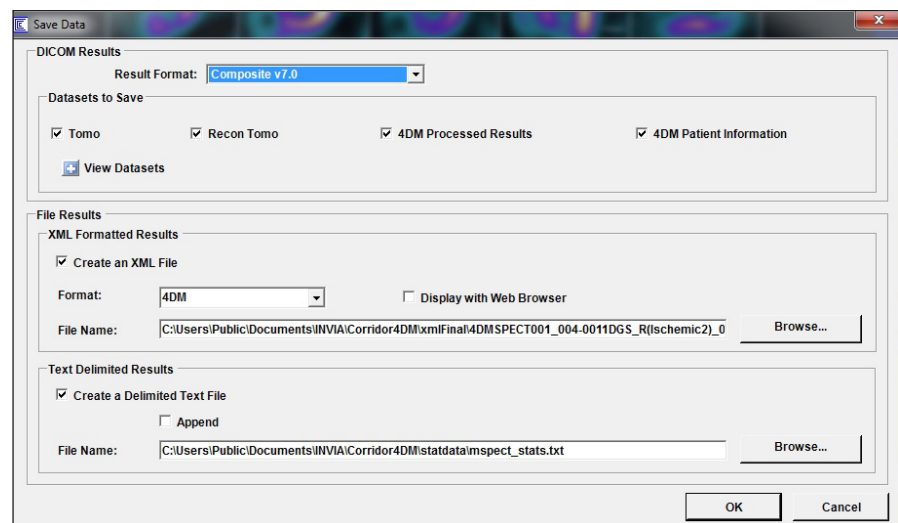 Save Data
DICOM Results
Result Format: Composite v7.0
Datasets to Save
Tomo Recon Tomo 4DM Processed Results 4DM Patient Information
View Datasets
File Results
XML Formatted Results
Create an XML File
Format: 4DM Display with Web Browser
File Name: C:\Users\Public\Documents\INVIA\Corridor4DM\xmlFinal\4DMSPECT001_004-0011DGS_R(Ischemic2)_0 Browse...
Text Delimited Results
Create a Delimited Text File
Append
File Name: C:\Users\Public\Documents\INVIA\Corridor4DM\statdata\mspect_stats.txt Browse...
OK Cancel